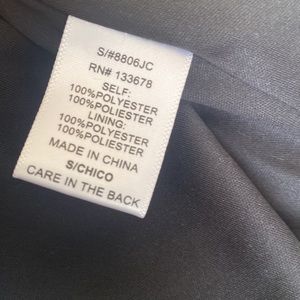 S/#8806JC
RN# 133678
SELF:
100%POLYESTER
100%POLIESTER
LINING:
100%POLYESTER
100%POLIESTER
MADE IN CHINA
S/CHICO
CARE IN THE BACK